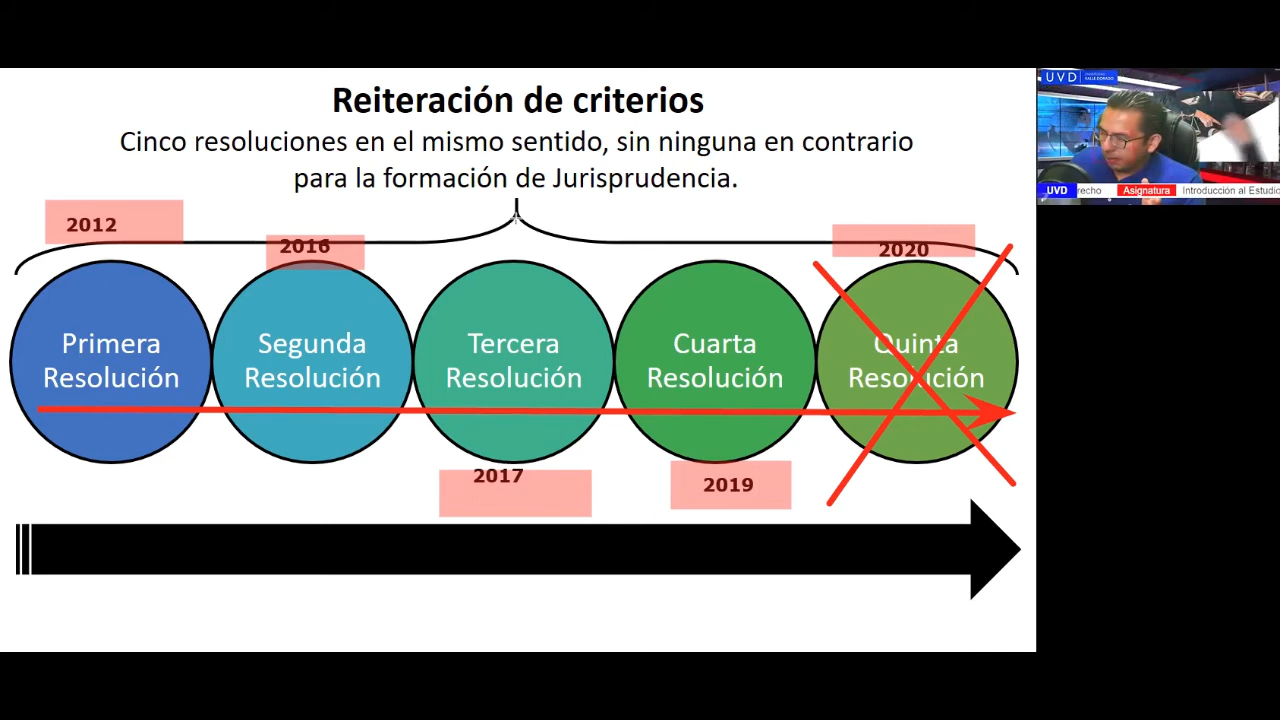 Reiteración de criterios
Cinco resoluciones en el mismo sentido, sin ninguna en contrario
para la formación de Jurisprudencia.
2012
2016
2020
Primera
Resolución
Segunda
Resolución
Tercera
Resolución
Cuarta
Resolución
Quinta
Resolución
2017
2019
UVD
UVD recho Asignatura Introducción al Estudio